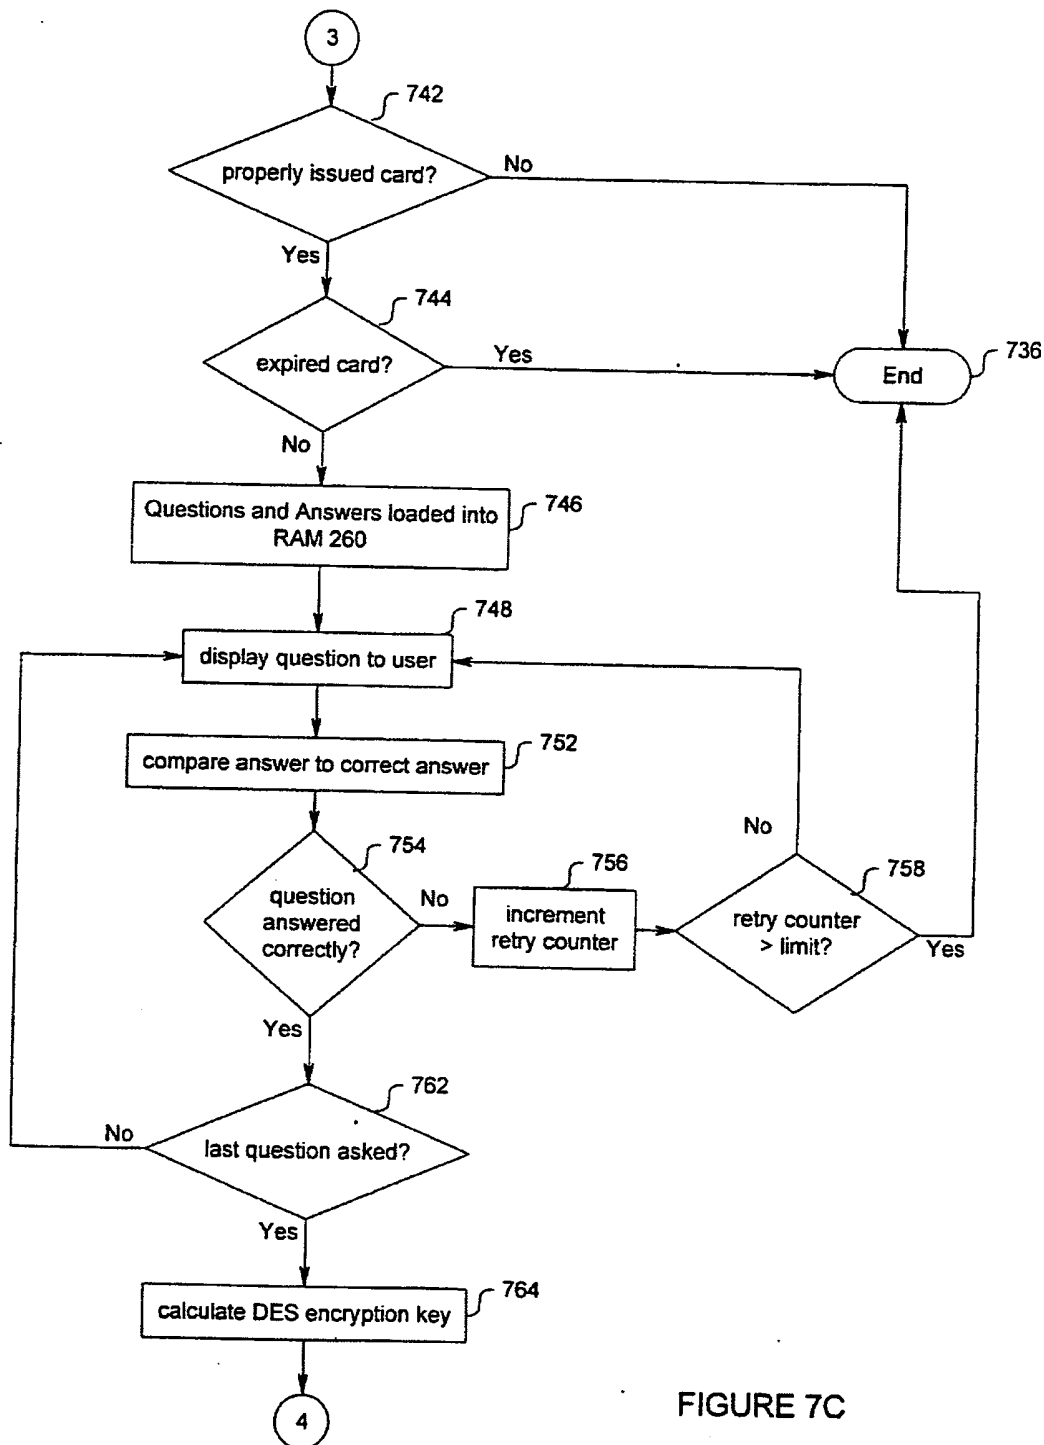 3
742
properly issued card?
No
Yes
744
expired card?
Yes
736
End
No
746
Questions and Answers loaded into
RAM 260
748
display question to user
752
compare answer to correct answer
No
754
756
758
question
answered
correctly?
No
increment
retry counter
retry counter
> limit?
Yes
Yes
762
No
last question asked?
Yes
764
calculate DES encryption key
4
FIGURE 7C